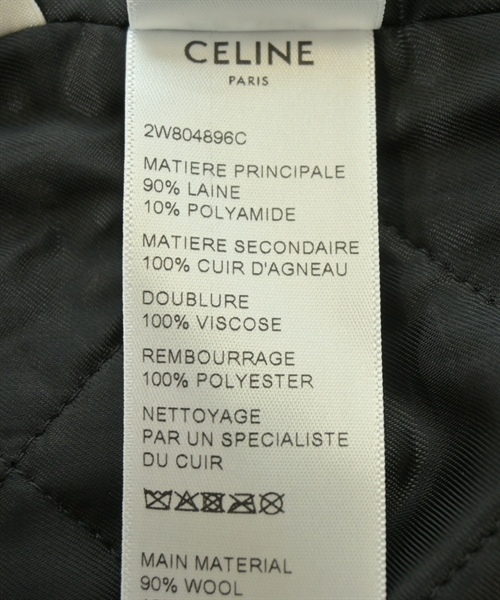 CELINE
PARIS
2W804896C
MATIERE PRINCIPALE
90% LAINE
10% POLYAMIDE
MATIERE SECONDAIRE
100% CUIR D'AGNEAU
DOUBLURE
100% VISCOSE
REMBOURRAGE
100% POLYESTER
NETTOYAGE
PAR UN SPECIALISTE
DU CUIR
MAIN MATERIAL
90% WOOL